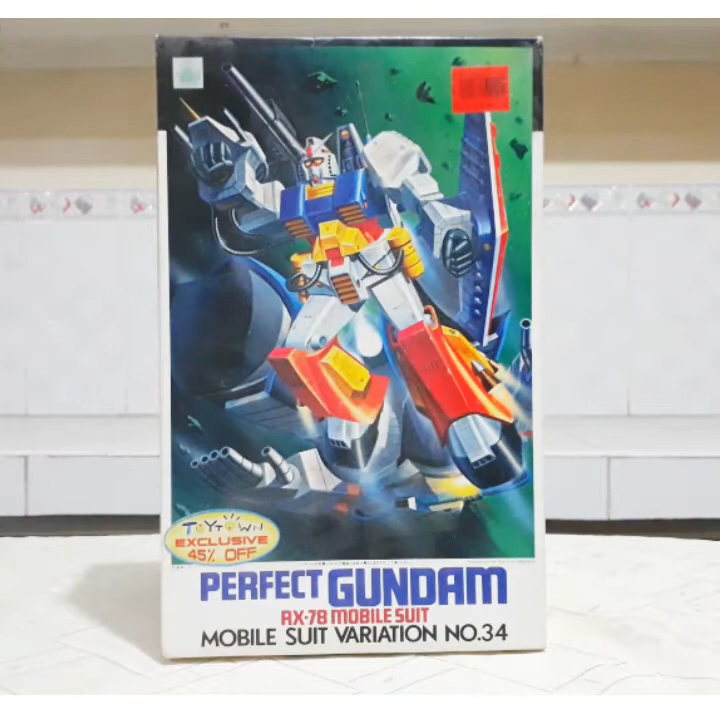 TOYTOWN
EXCLUSIVE
45% OFF
PERFECT GUNDAM
RX-78 MOBILE SUIT
MOBILE SUIT VARIATION NO.34